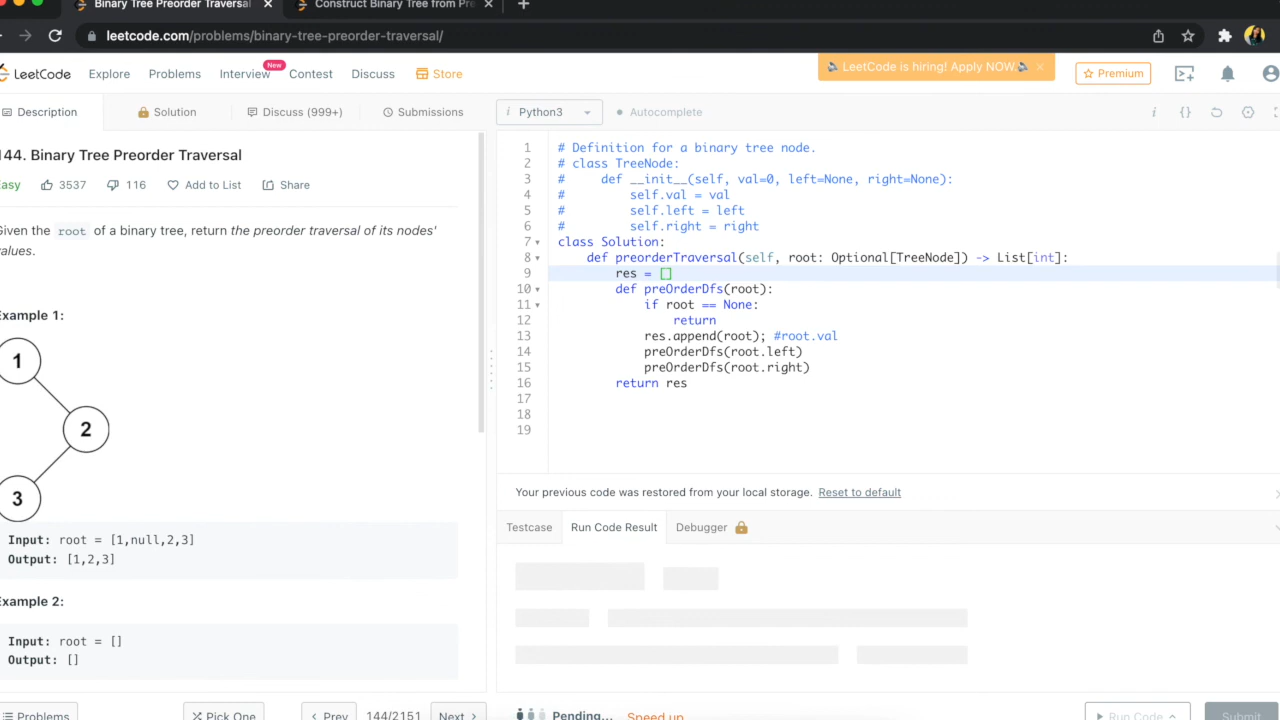 Binary Tree Preorder Traversal
Construct Binary Tree from Pre
leetcode.com/problems/binary-tree-preorder-traversal/
LeetCode
Explore
Problems
Interview
New
Contest
Discuss
Store
LeetCode is hiring! Apply NOW
Premium
Description
Solution
Discuss (999+)
Submissions
i Python3
Autocomplete
144. Binary Tree Preorder Traversal
Easy 3537 116 Add to List Share
Given the root of a binary tree, return the preorder traversal of its nodes'
values.
Example 1:
1
2
3
Input: root = [1,null,2,3]
Output: [1,2,3]
Example 2:
Input: root = []
Output: []
Problems
Pick One
Prev
144/2151
Next
1 # Definition for a binary tree node.
2 # class TreeNode:
3 #     def __init__(self, val=0, left=None, right=None):
4 #         self.val = val
5 #         self.left = left
6 #         self.right = right
7 class Solution:
8     def preorderTraversal(self, root: Optional[TreeNode]) -> List[int]:
9         res = []
10         def preOrderDfs(root):
11             if root == None:
12                 return
13             res.append(root); #root.val
14             preOrderDfs(root.left)
15             preOrderDfs(root.right)
16         return res
17
18
19
Your previous code was restored from your local storage. Reset to default
Testcase
Run Code Result
Debugger
Pending...
Speed up
Run Code
Submit